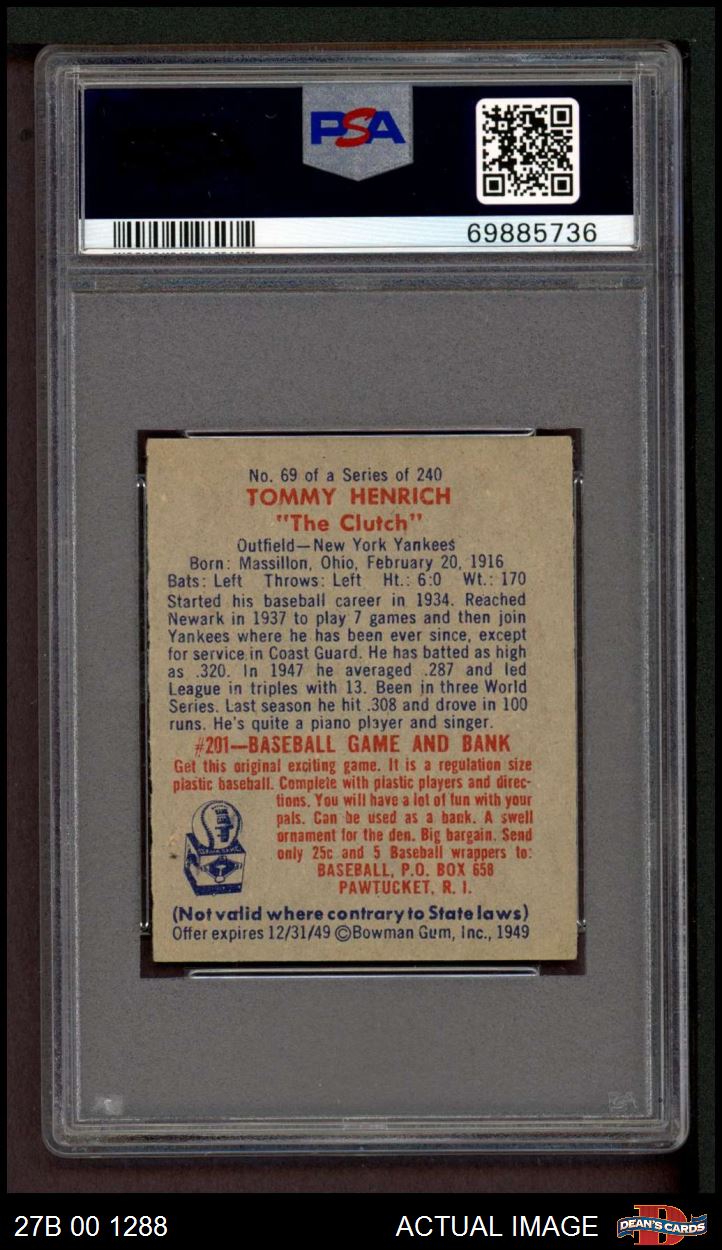 PSA
69885736
No. 69 of a Series of 240
TOMMY HENRICH
"The Clutch"
Outfield—New York Yankees
Born: Massillon, Ohio, February 20, 1916
Bats: Left Throws: Left Ht.: 6:0 Wt.: 170
Started his baseball career in 1934. Reached
Newark in 1937 to play 7 games and then join
Yankees where he has been ever since, except
for service in Coast Guard. He has batted as high
as .320. In 1947 he averaged .287 and led
League in triples with 13. Been in three World
Series. Last season he hit .308 and drove in 100
runs. He's quite a piano player and singer.
#201—BASEBALL GAME AND BANK
Get this original exciting game. It is a regulation size
plastic baseball. Complete with plastic players and direc-
tions. You will have a lot of fun with your
pals. Can be used as a bank. A swell
ornament for the den. Big bargain. Send
only 25c and 5 Baseball wrappers to:
BASEBALL, P.O. BOX 658
PAWTUCKET, R. I.
(Not valid where contrary to State laws)
Offer expires 12/31/49 ©Bowman Gum, Inc., 1949
27B 00 1288
ACTUAL IMAGE
DEAN'S CARDS